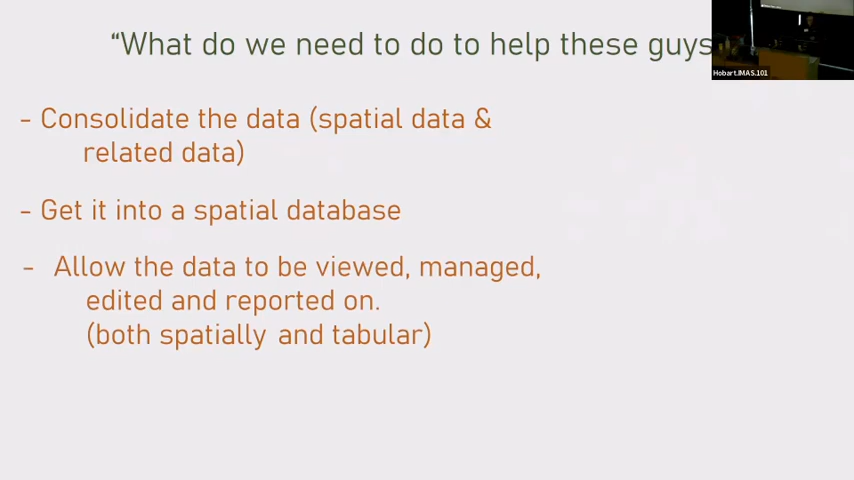 “What do we need to do to help these guys
Hobart.IMAS.101
- Consolidate the data (spatial data &
related data)
- Get it into a spatial database
- Allow the data to be viewed, managed,
edited and reported on.
(both spatially and tabular)